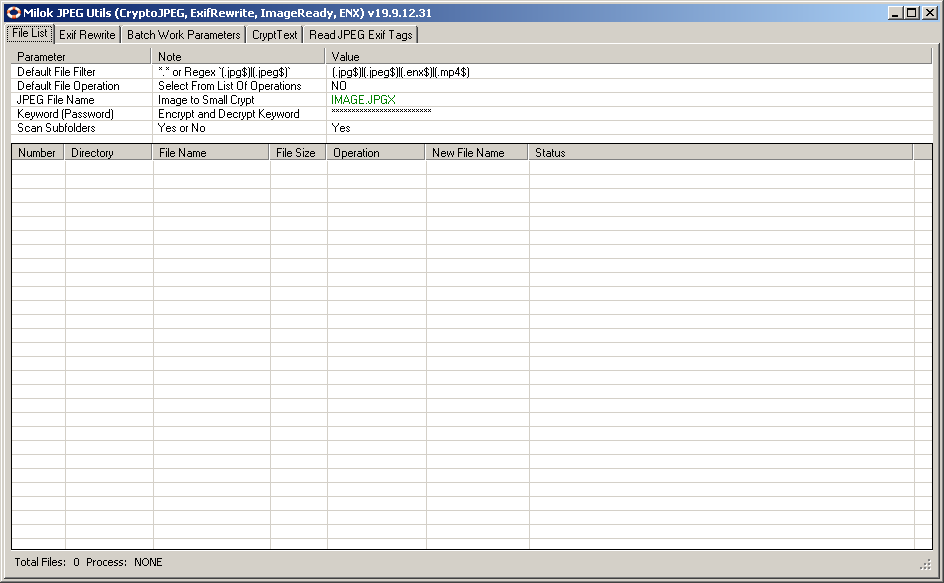 Milok JPEG Utils (CryptoJPEG, ExifRewrite, ImageReady, ENX) v19.9.12.31
File List Exif Rewrite Batch Work Parameters CryptText Read JPEG Exif Tags
Parameter Note Value
Default File Filter *.* or Regex `(.jpg$)|(.jpeg$)` (.jpg$)|(.jpeg$)|(.enx$)|(.mp4$)
Default File Operation Select From List Of Operations NO
JPEG File Name Image to Small Crypt IMAGE.JPGX
Keyword (Password) Encrypt and Decrypt Keyword *************************
Scan Subfolders Yes or No Yes
Number Directory File Name File Size Operation New File Name Status
Total Files: 0 Process: NONE